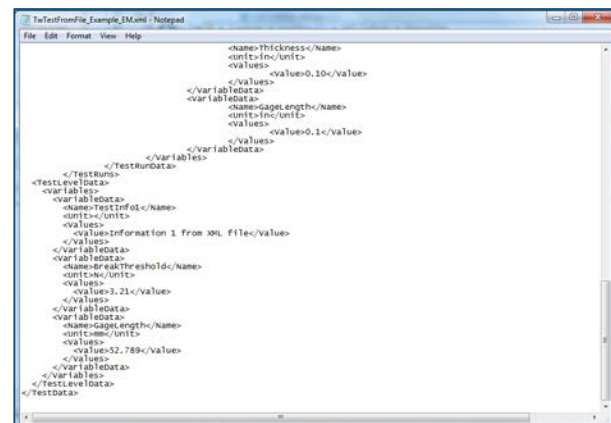 TwTestFromFile_Example_EM.xml - Notepad
File Edit Format View Help
<Name>Thickness</Name>
<Unit>in</Unit>
<Values>
<Value>0.10</Value>
</Values>
</VariableData>
<VariableData>
<Name>GageLength</Name>
<Unit>in</Unit>
<Values>
<Value>0.1</Value>
</Values>
</VariableData>
</Variables>
</TestRunData>
</TestRuns>
<TestLevelData>
<Variables>
<VariableData>
<Name>TestInfo1</Name>
<Unit></Unit>
<Values>
<Value>Information 1 from XML file</Value>
</Values>
</VariableData>
<VariableData>
<Name>BreakThreshold</Name>
<Unit>N</Unit>
<Values>
<Value>3.21</Value>
</Values>
</VariableData>
<VariableData>
<Name>GageLength</Name>
<Unit>mm</Unit>
<Values>
<Value>52.789</Value>
</Values>
</VariableData>
</Variables>
</TestLevelData>
</TestData>